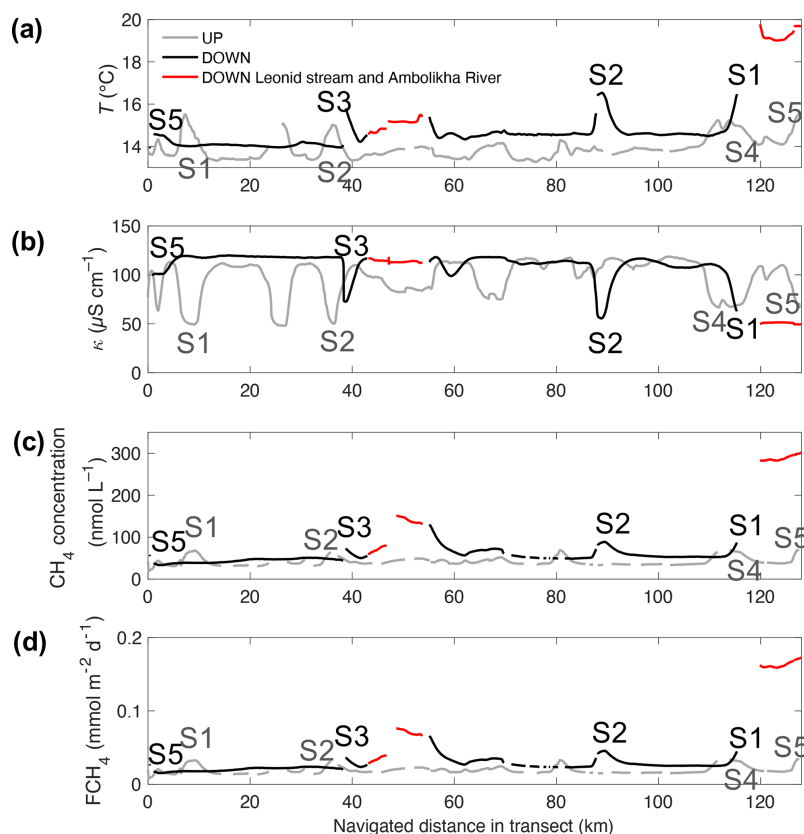 (a)
T (°C)
20
18
16
14
UP
DOWN
DOWN Leonid stream and Ambolikha River
S5
S1
S3
S2
S2
S1
S4
S5
0 20 40 60 80 100 120
(b)
κ (μS cm⁻¹)
150
100
50
0
S5
S1
S3
S2
S2
S4
S1
S5
0 20 40 60 80 100 120
(c)
CH₄ concentration
(nmol L⁻¹)
300
200
100
0
S5
S1
S2
S3
S2
S1
S4
S5
0 20 40 60 80 100 120
(d)
FCH₄ (mmol m⁻² d⁻¹)
0.2
0.1
0
S5
S1
S2
S3
S2
S1
S4
S5
0 20 40 60 80 100 120
Navigated distance in transect (km)